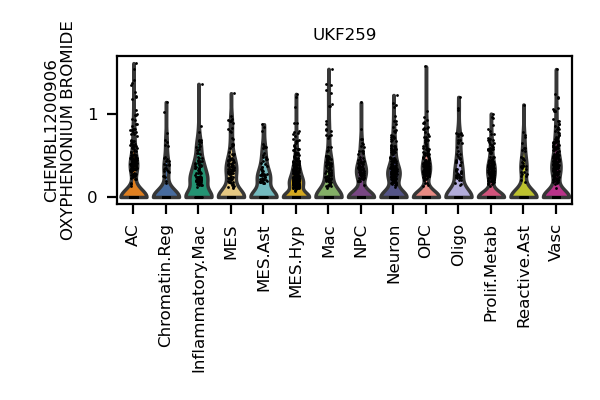 UKF259
CHEMBL1200906
OXYPHENONIUM BROMIDE
1
0
AC
Chromatin.Reg
Inflammatory.Mac
MES
MES.Ast
MES.Hyp
Mac
NPC
Neuron
OPC
Oligo
Prolif.Metab
Reactive.Ast
Vasc